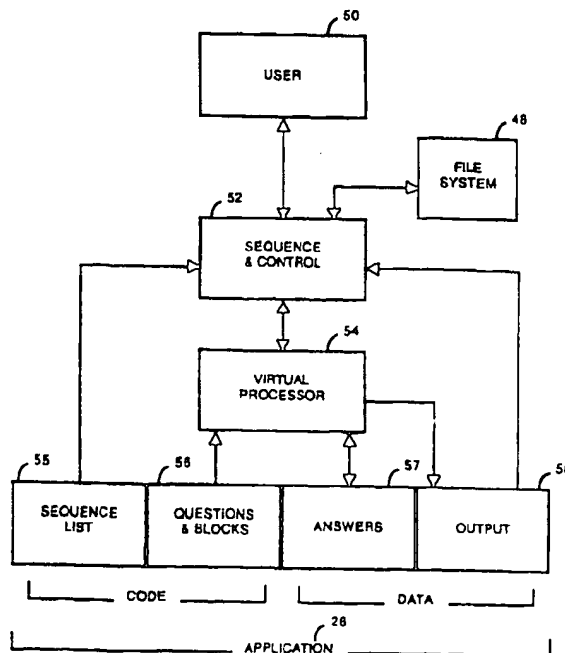 50
USER
48
FILE
SYSTEM
52
SEQUENCE
& CONTROL
54
VIRTUAL
PROCESSOR
55
56
57
SEQUENCE
LIST
QUESTIONS
& BLOCKS
ANSWERS
OUTPUT
CODE
DATA
26
APPLICATION